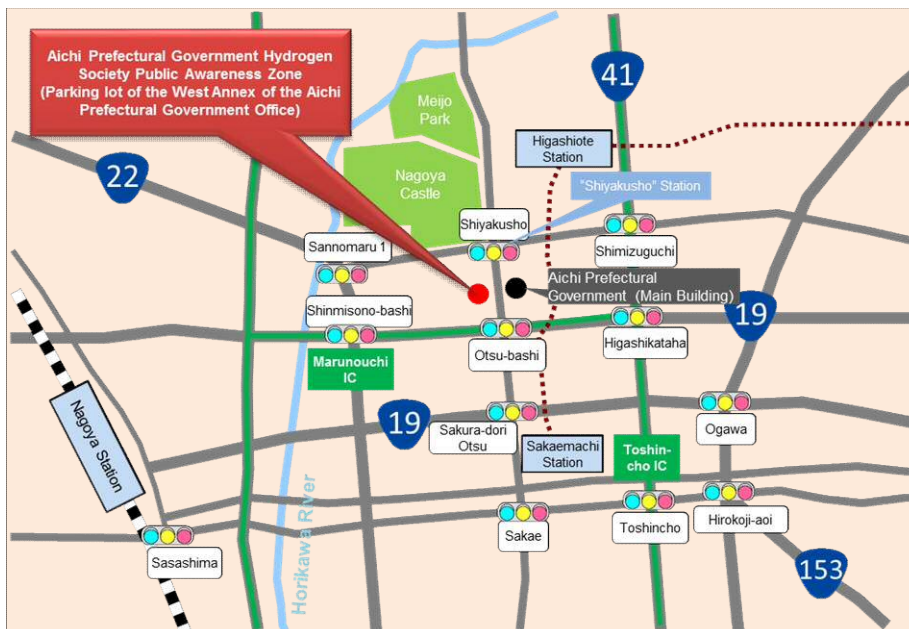 Aichi Prefectural Government Hydrogen
Society Public Awareness Zone
(Parking lot of the West Annex of the Aichi
Prefectural Government Office)
41
Meijo
Park
Higashiote
Station
22
Nagoya
Castle
"Shiyakusho" Station
Shiyakusho
Sannomaru 1
Shimizuguchi
Aichi Prefectural
Government (Main Building)
Shinmisono-bashi
19
Otsu-bashi
Higashikataha
Marunouchi
IC
Nagoya Station
19
Sakura-dori
Otsu
Sakaemachi
Station
Toshin-
cho IC
Ogawa
Horikawa River
Sakae
Toshincho
Hirokoji-aoi
Sasashima
153